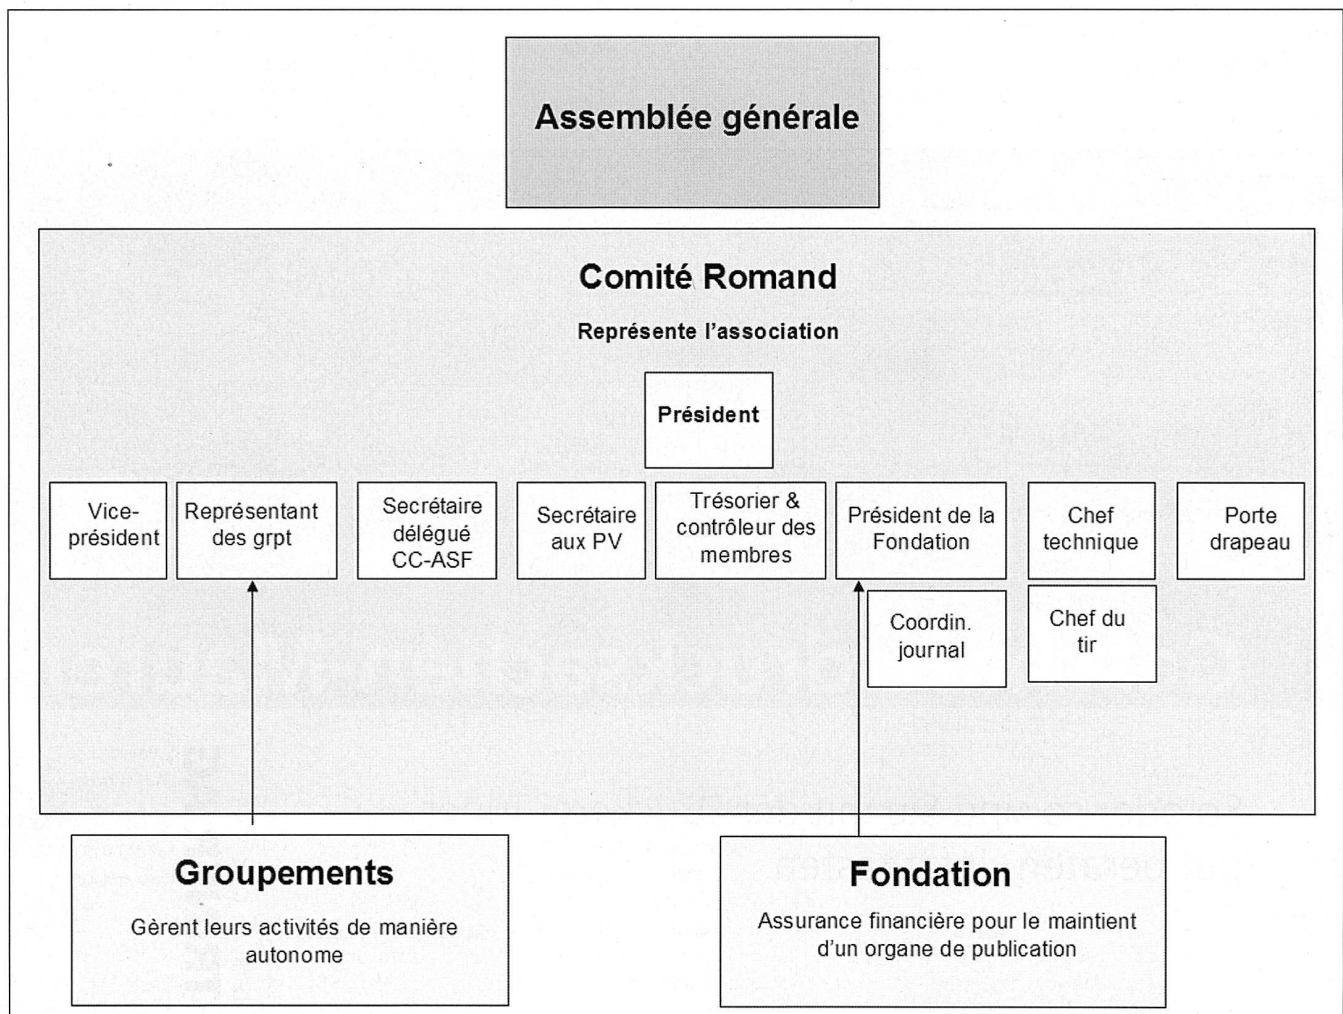 Assemblée générale
Comité Romand
Représente l'association
Président
Vice-
président
Représentant
des grpt
Secrétaire
délégué
CC-ASF
Secrétaire
aux PV
Trésorier &
contrôleur des
membres
Président de la
Fondation
Chef
technique
Porte
drapeau
Coordin.
journal
Chef du
tir
Groupements
Gèrent leurs activités de manière
autonome
Fondation
Assurance financière pour le maintient
d'un organe de publication